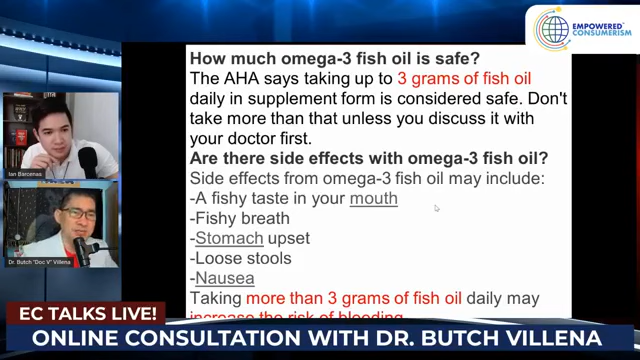 EMPOWERED
CONSUMERISM
How much omega-3 fish oil is safe?
The AHA says taking up to 3 grams of fish oil
daily in supplement form is considered safe. Don't
take more than that unless you discuss it with
your doctor first.
Are there side effects with omega-3 fish oil?
Side effects from omega-3 fish oil may include:
-A fishy taste in your mouth
-Fishy breath
-Stomach upset
-Loose stools
-Nausea
Taking more than 3 grams of fish oil daily may
increase the risk of bleeding
Ian Barcenas
Dr. Butch "Doc V" Villena
EC TALKS LIVE!
ONLINE CONSULTATION WITH DR. BUTCH VILLENA